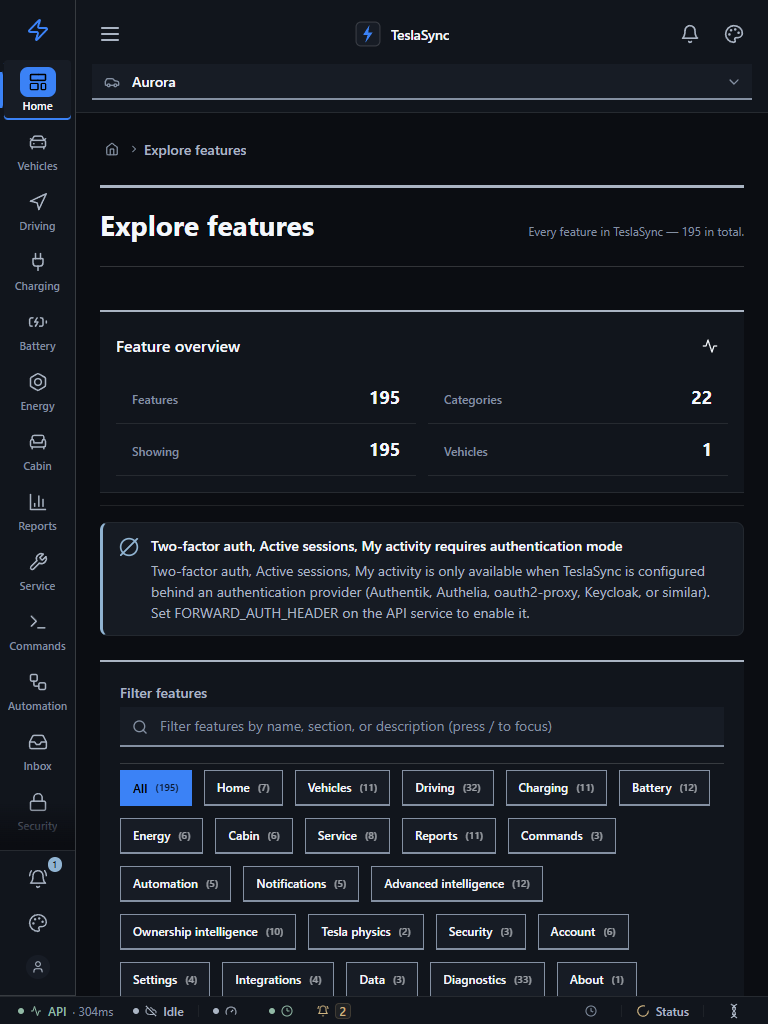 TeslaSync
Aurora
Home
Vehicles
Driving
Charging
Battery
Energy
Cabin
Reports
Service
Commands
Automation
Inbox
Security
1
Explore features
Explore features
Every feature in TeslaSync — 195 in total.
Feature overview
Features 195
Categories 22
Showing 195
Vehicles 1
Two-factor auth, Active sessions, My activity requires authentication mode
Two-factor auth, Active sessions, My activity is only available when TeslaSync is configured
behind an authentication provider (Authentik, Authelia, oauth2-proxy, Keycloak, or similar).
Set FORWARD_AUTH_HEADER on the API service to enable it.
Filter features
Filter features by name, section, or description (press / to focus)
All (195) Home (7) Vehicles (11) Driving (32) Charging (11) Battery (12)
Energy (6) Cabin (6) Service (8) Reports (11) Commands (3)
Automation (5) Notifications (5) Advanced intelligence (12)
Ownership intelligence (10) Tesla physics (2) Security (3) Account (6)
Settings (4) Integrations (4) Data (3) Diagnostics (33) About (1)
API · 304ms Idle 2 Status